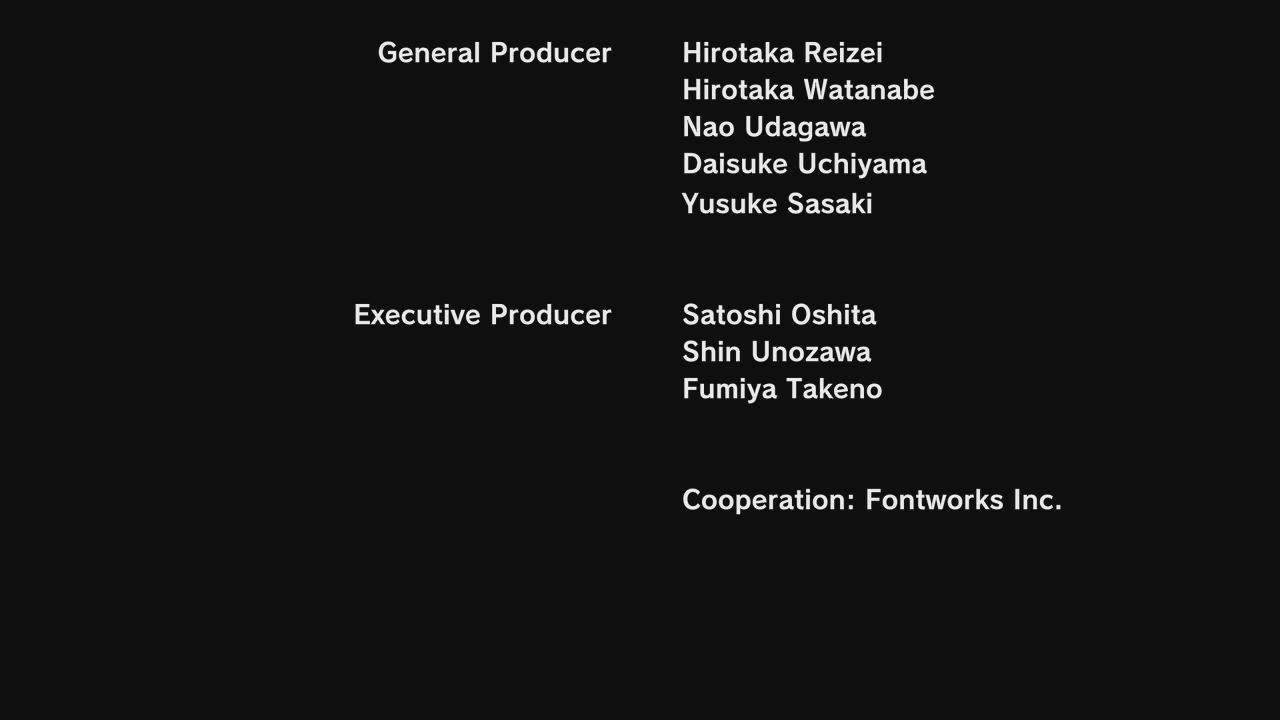 General Producer Hirotaka Reizei
Hirotaka Watanabe
Nao Udagawa
Daisuke Uchiyama
Yusuke Sasaki
Executive Producer Satoshi Oshita
Shin Unozawa
Fumiya Takeno
Cooperation: Fontworks Inc.